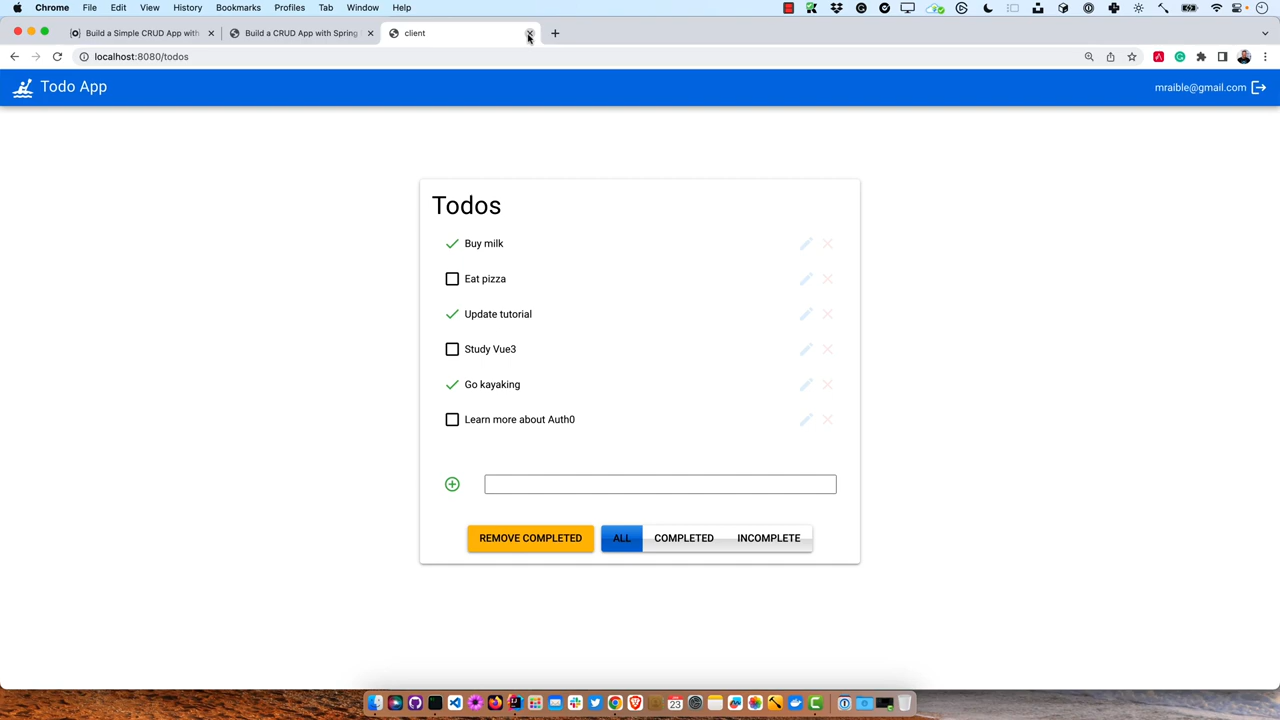 Chrome File Edit View History Bookmarks Profiles Tab Window Help
Build a Simple CRUD App with
Build a CRUD App with Spring
client
localhost:8080/todos
Todo App
mraible@gmail.com
Todos
Buy milk
Eat pizza
Update tutorial
Study Vue3
Go kayaking
Learn more about Auth0
REMOVE COMPLETED
ALL
COMPLETED
INCOMPLETE
23